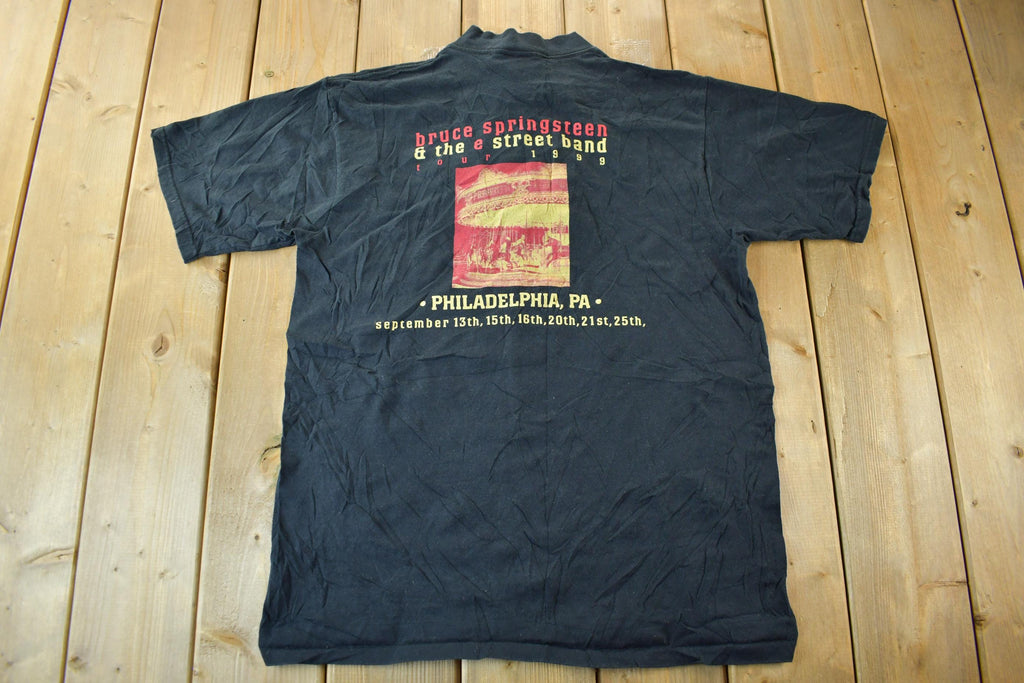 bruce springsteen
& the e street band
tour 1999
• PHILADELPHIA, PA •
september 13th, 15th, 16th, 20th, 21st, 25th,